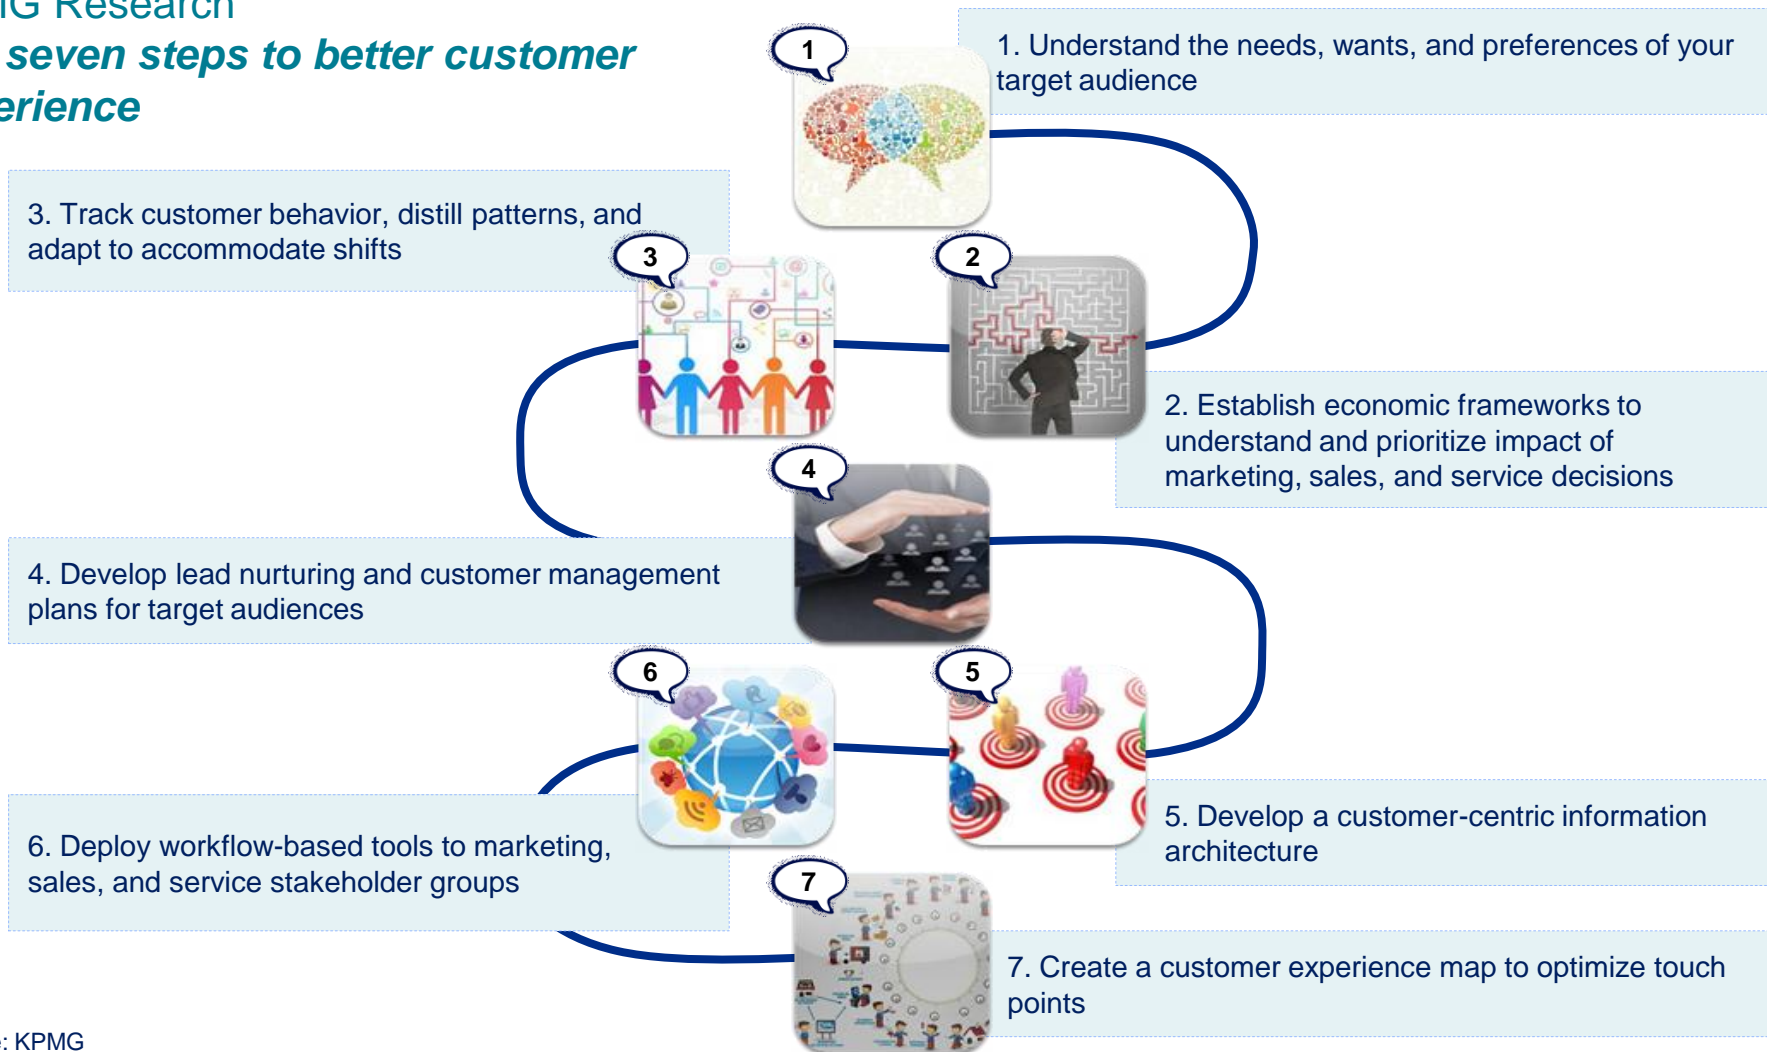 MG Research
seven steps to better customer
erience
1
1. Understand the needs, wants, and preferences of your
target audience
3. Track customer behavior, distill patterns, and
adapt to accommodate shifts
3
2
2. Establish economic frameworks to
understand and prioritize impact of
marketing, sales, and service decisions
4
4. Develop lead nurturing and customer management
plans for target audiences
6
5
5. Develop a customer-centric information
architecture
6. Deploy workflow-based tools to marketing,
sales, and service stakeholder groups
7
7. Create a customer experience map to optimize touch
points
: KPMG